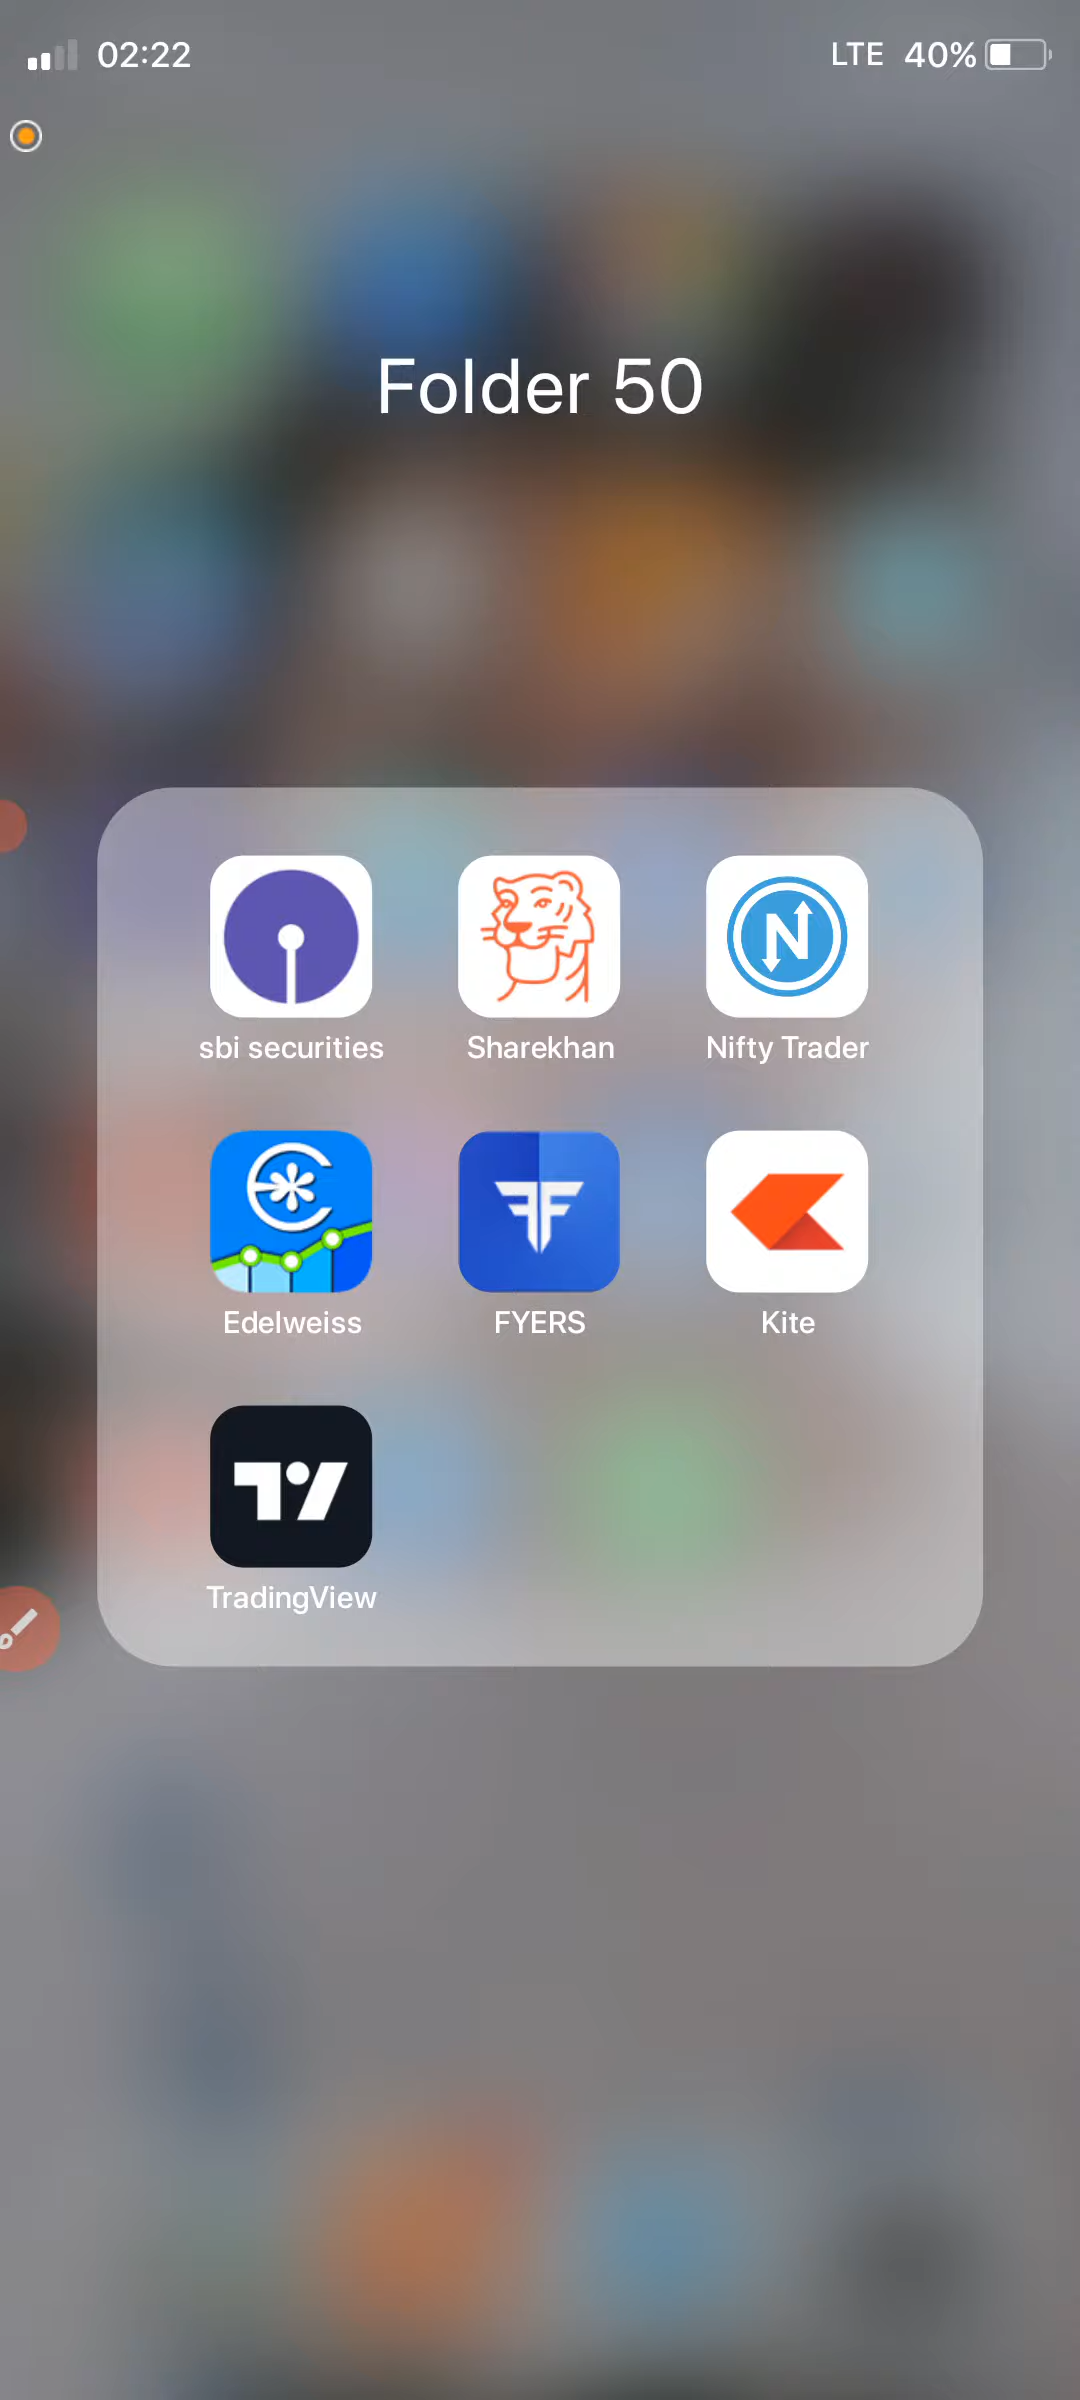 02:22 LTE 40%
Folder 50
sbi securities Sharekhan Nifty Trader
Edelweiss FYERS Kite
TradingView